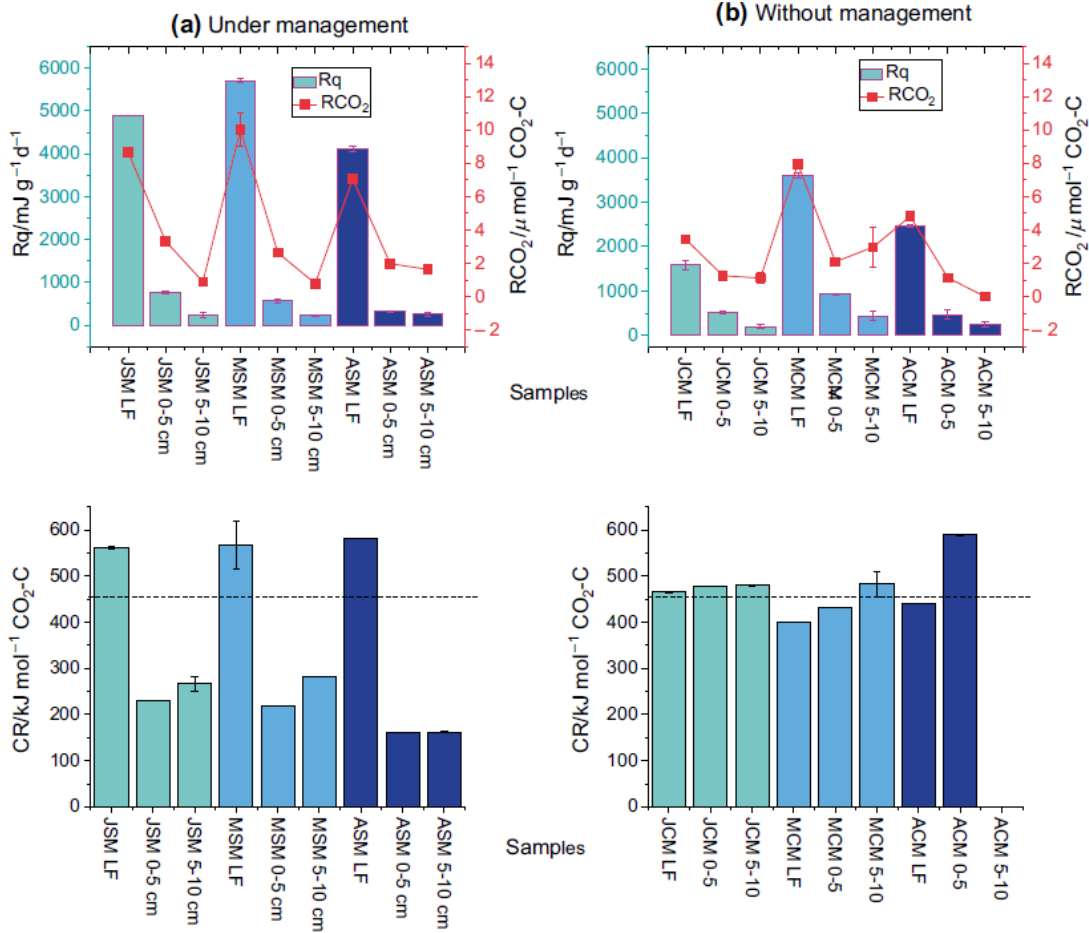 (a) Under management
6000
5000
4000
3000
2000
1000
0
Rq/mJ g⁻¹ d⁻¹
14
12
10
8
6
4
2
0
–2
RCO₂/μ mol⁻¹ CO₂-C
Rq
RCO₂
JSM LF
JSM 0-5 cm
JSM 5-10 cm
MSM LF
MSM 0-5 cm
MSM 5-10 cm
ASM LF
ASM 0-5 cm
ASM 5-10 cm
Samples
(b) Without management
6000
5000
4000
3000
2000
1000
0
Rq/mJ g⁻¹ d⁻¹
14
12
10
8
6
4
2
0
–2
RCO₂/μ mol⁻¹ CO₂-C
Rq
RCO₂
JCM LF
JCM 0-5
JCM 5-10
MCM LF
MCM 0-5
MCM 5-10
ACM LF
ACM 0-5
ACM 5-10
600
500
400
300
200
100
0
CR/kJ mol⁻¹ CO₂-C
JSM LF
JSM 0-5 cm
JSM 5-10 cm
MSM LF
MSM 0-5 cm
MSM 5-10 cm
ASM LF
ASM 0-5 cm
ASM 5-10 cm
Samples
600
500
400
300
200
100
0
CR/kJ mol⁻¹ CO₂-C
JCM LF
JCM 0-5
JCM 5-10
MCM LF
MCM 0-5
MCM 5-10
ACM LF
ACM 0-5
ACM 5-10